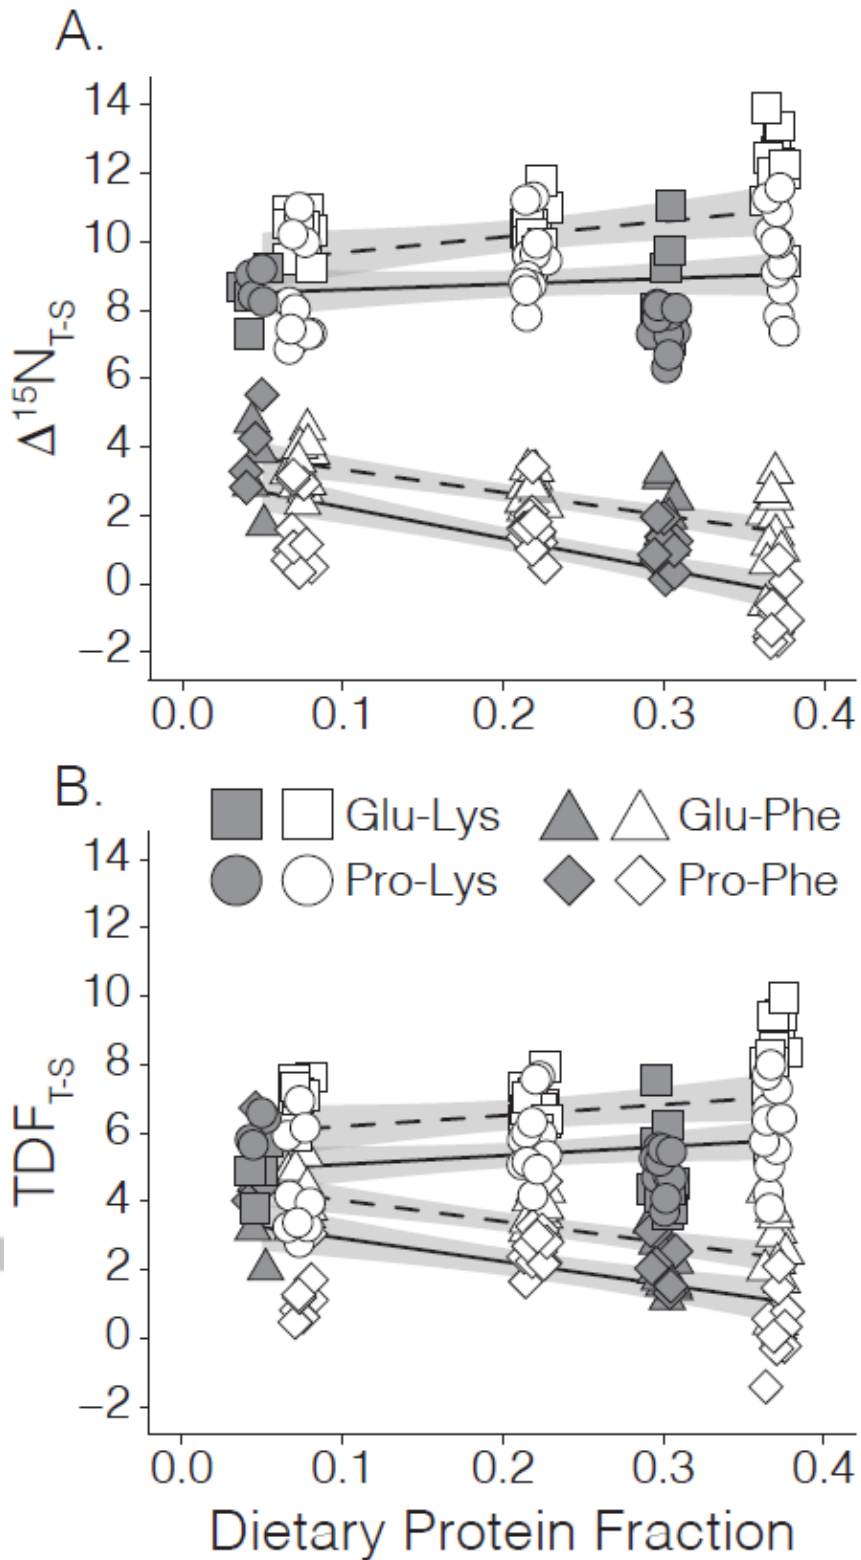 A.
14
12
10
8
6
4
2
0
−2
Δ¹⁵N_T-S
0.0 0.1 0.2 0.3 0.4
B.
Glu-Lys Glu-Phe
Pro-Lys Pro-Phe
14
12
10
8
6
4
2
0
−2
TDF_T-S
0.0 0.1 0.2 0.3 0.4
Dietary Protein Fraction